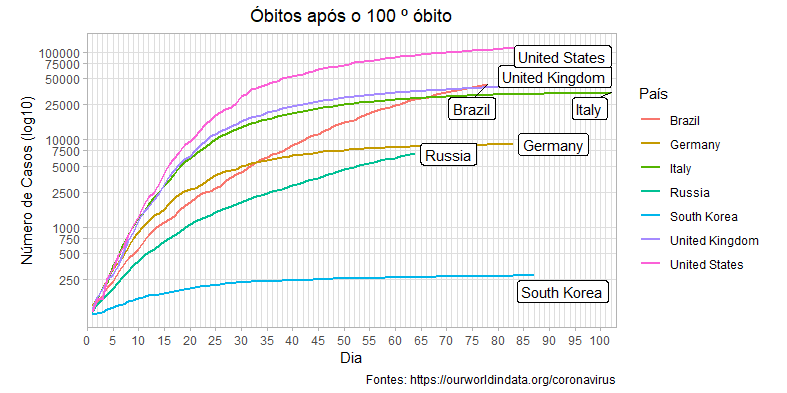 Óbitos após o 100 º óbito
Número de Casos (log10)
100000
75000
50000
25000
10000
7500
5000
2500
1000
750
500
250
0 5 10 15 20 25 30 35 40 45 50 55 60 65 70 75 80 85 90 95 100
Dia
United States
United Kingdom
Brazil
Italy
Germany
Russia
South Korea
País
Brazil
Germany
Italy
Russia
South Korea
United Kingdom
United States
Fontes: https://ourworldindata.org/coronavirus